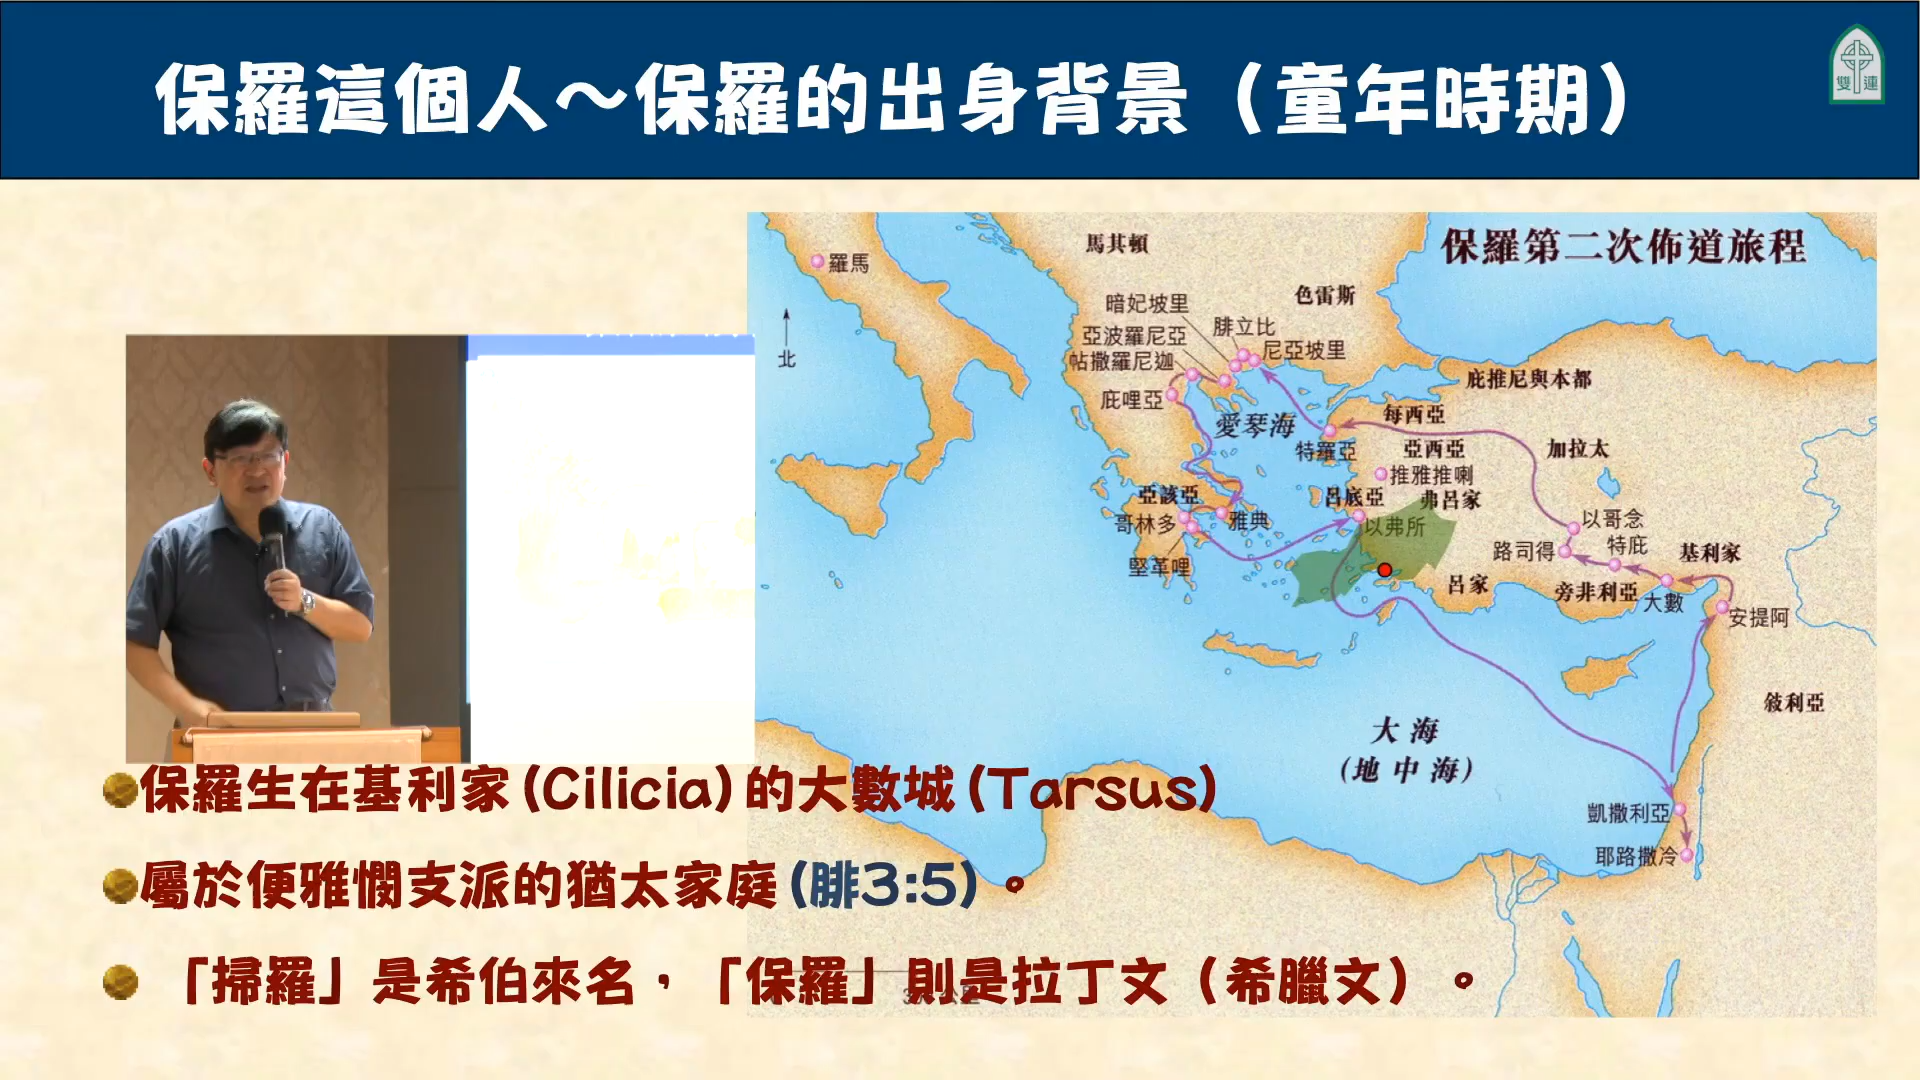 保羅這個人～保羅的出身背景（童年時期）
雙 連
保羅第二次佈道旅程
馬其頓
羅馬
色雷斯
暗妃坡里
腓立比
亞波羅尼亞
尼亞坡里
北
帖撒羅尼迦
庇推尼與本都
庇哩亞
每西亞
愛琴海
特羅亞
亞西亞
加拉太
推雅推喇
亞該亞
呂底亞
弗呂家
哥林多
雅典
以弗所
以哥念
路司得
特庇
基利家
堅革哩
呂家
旁非利亞
大數
安提阿
敍利亞
大海
(地中海)
凱撒利亞
耶路撒冷
保羅生在基利家(Cilicia)的大數城(Tarsus)
屬於便雅憫支派的猶太家庭(腓3:5)。
「掃羅」是希伯來名，「保羅」則是拉丁文（希臘文）。